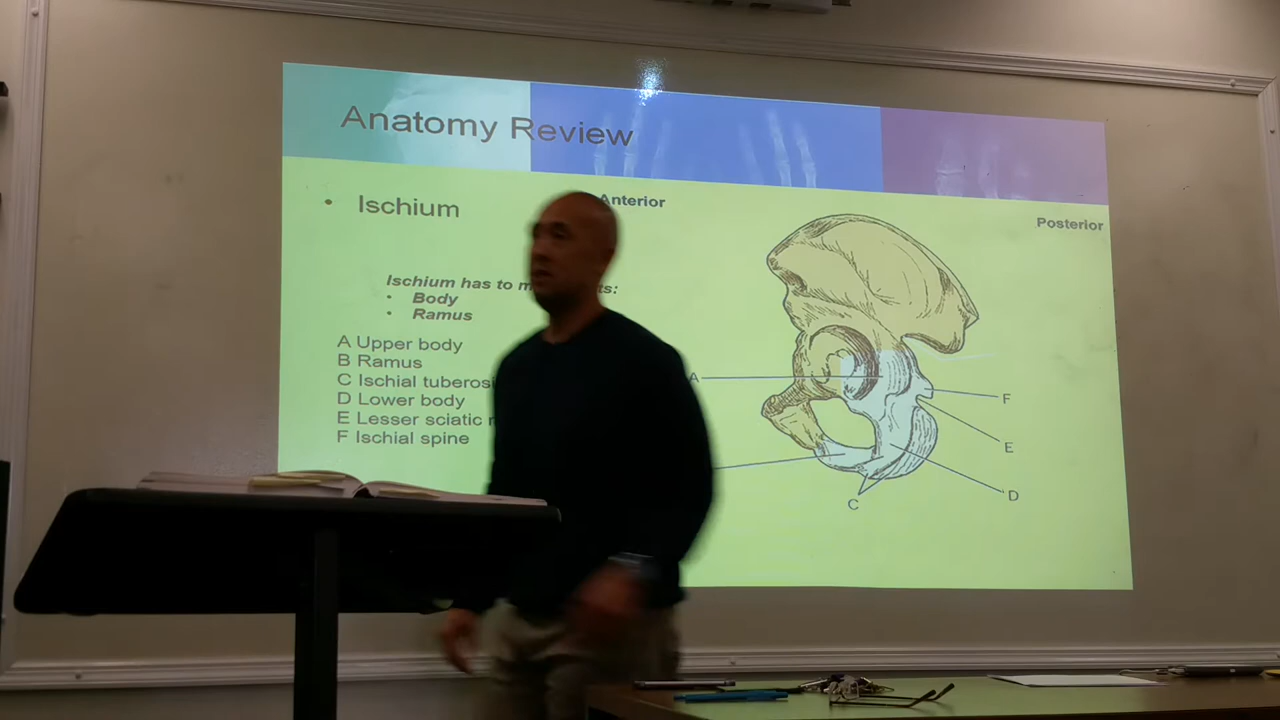 Anatomy Review
• Ischium
Anterior
Posterior
Ischium has to
• Body
• Ramus
A Upper body
B Ramus
C Ischial
D Lower body
E Lesser sciatic
F Ischial spine
A
F
E
D
C